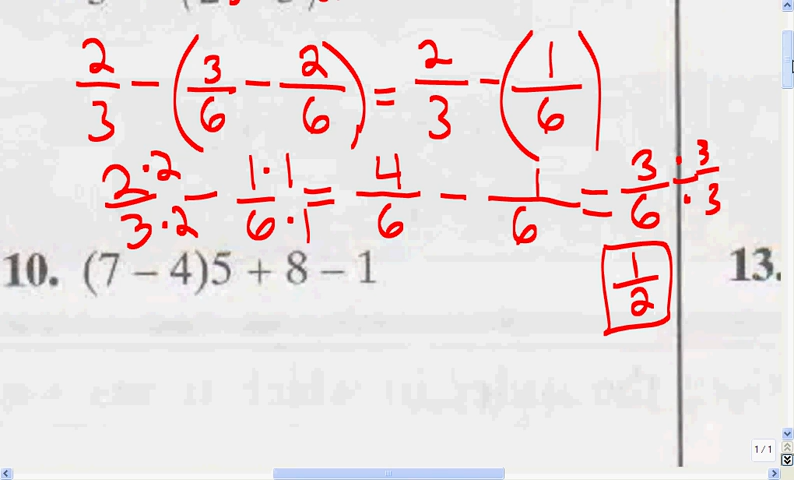 2/3 - (3/6 - 2/6) = 2/3 - (1/6)
2·2/3·2 - 1·1/6·1 = 4/6 - 1/6 = 3/6 ÷3/÷3
10. (7 – 4)5 + 8 – 1
1/2
13.
1/1